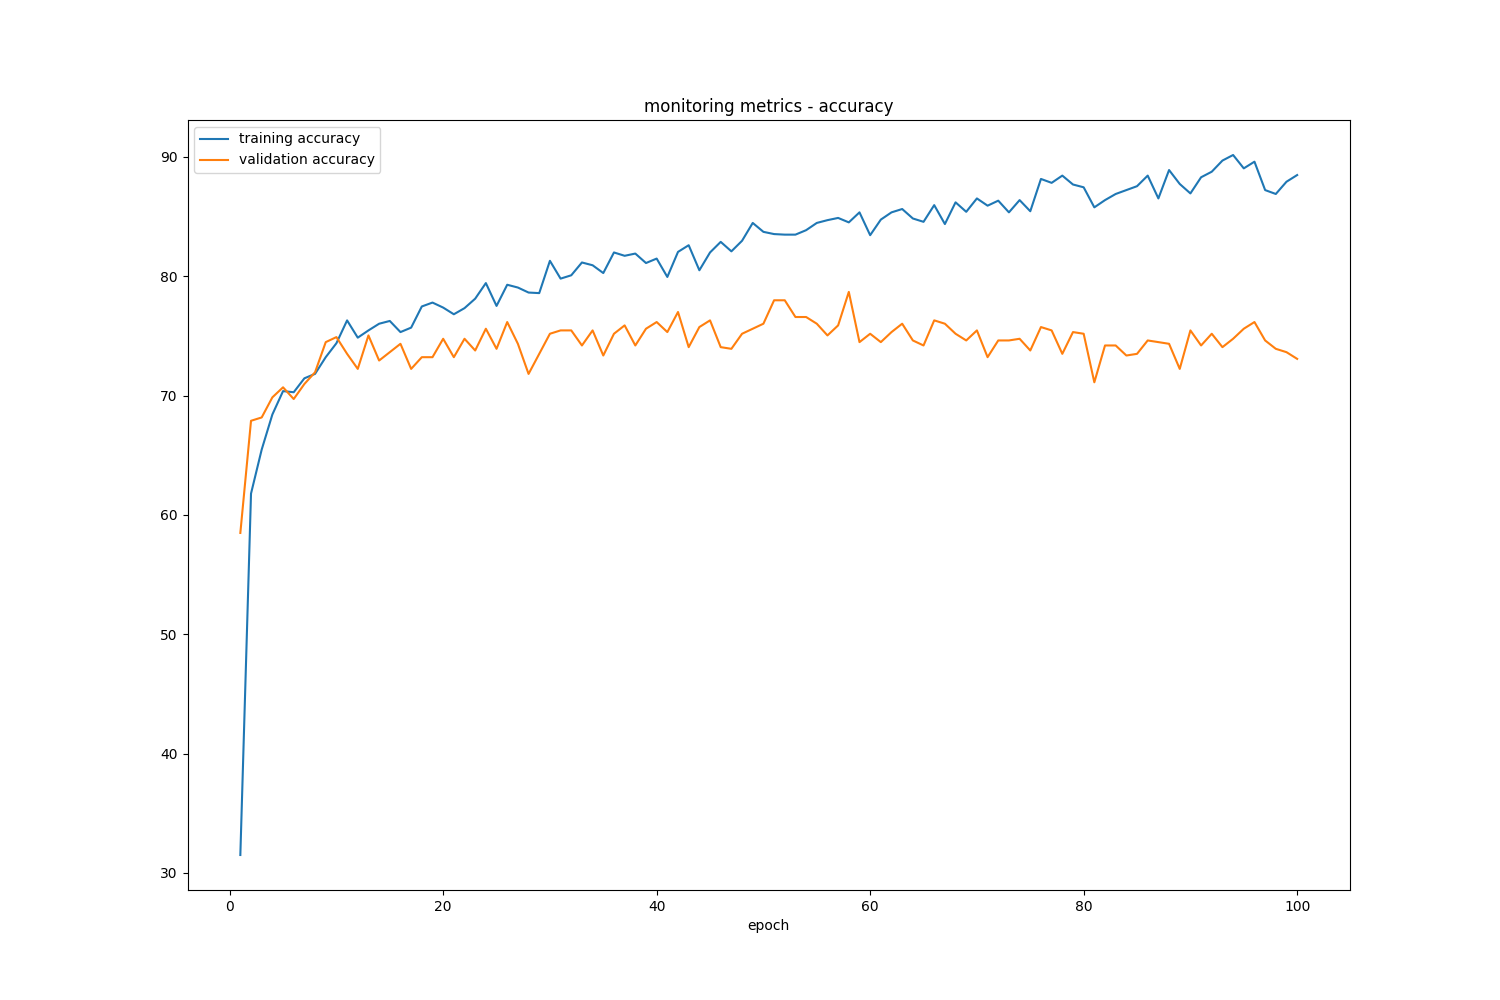 monitoring metrics - accuracy
training accuracy
validation accuracy
90
80
70
60
50
40
30
0 20 40 60 80 100
epoch